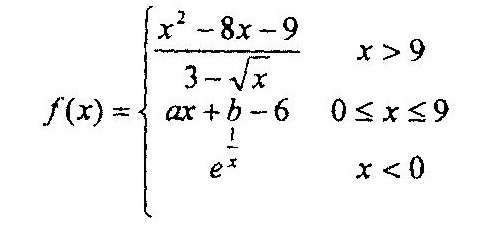 x² − 8x − 9
3 − √x
x > 9
f(x) =
ax + b − 6
0 ≤ x ≤ 9
e^(1/x)
x < 0